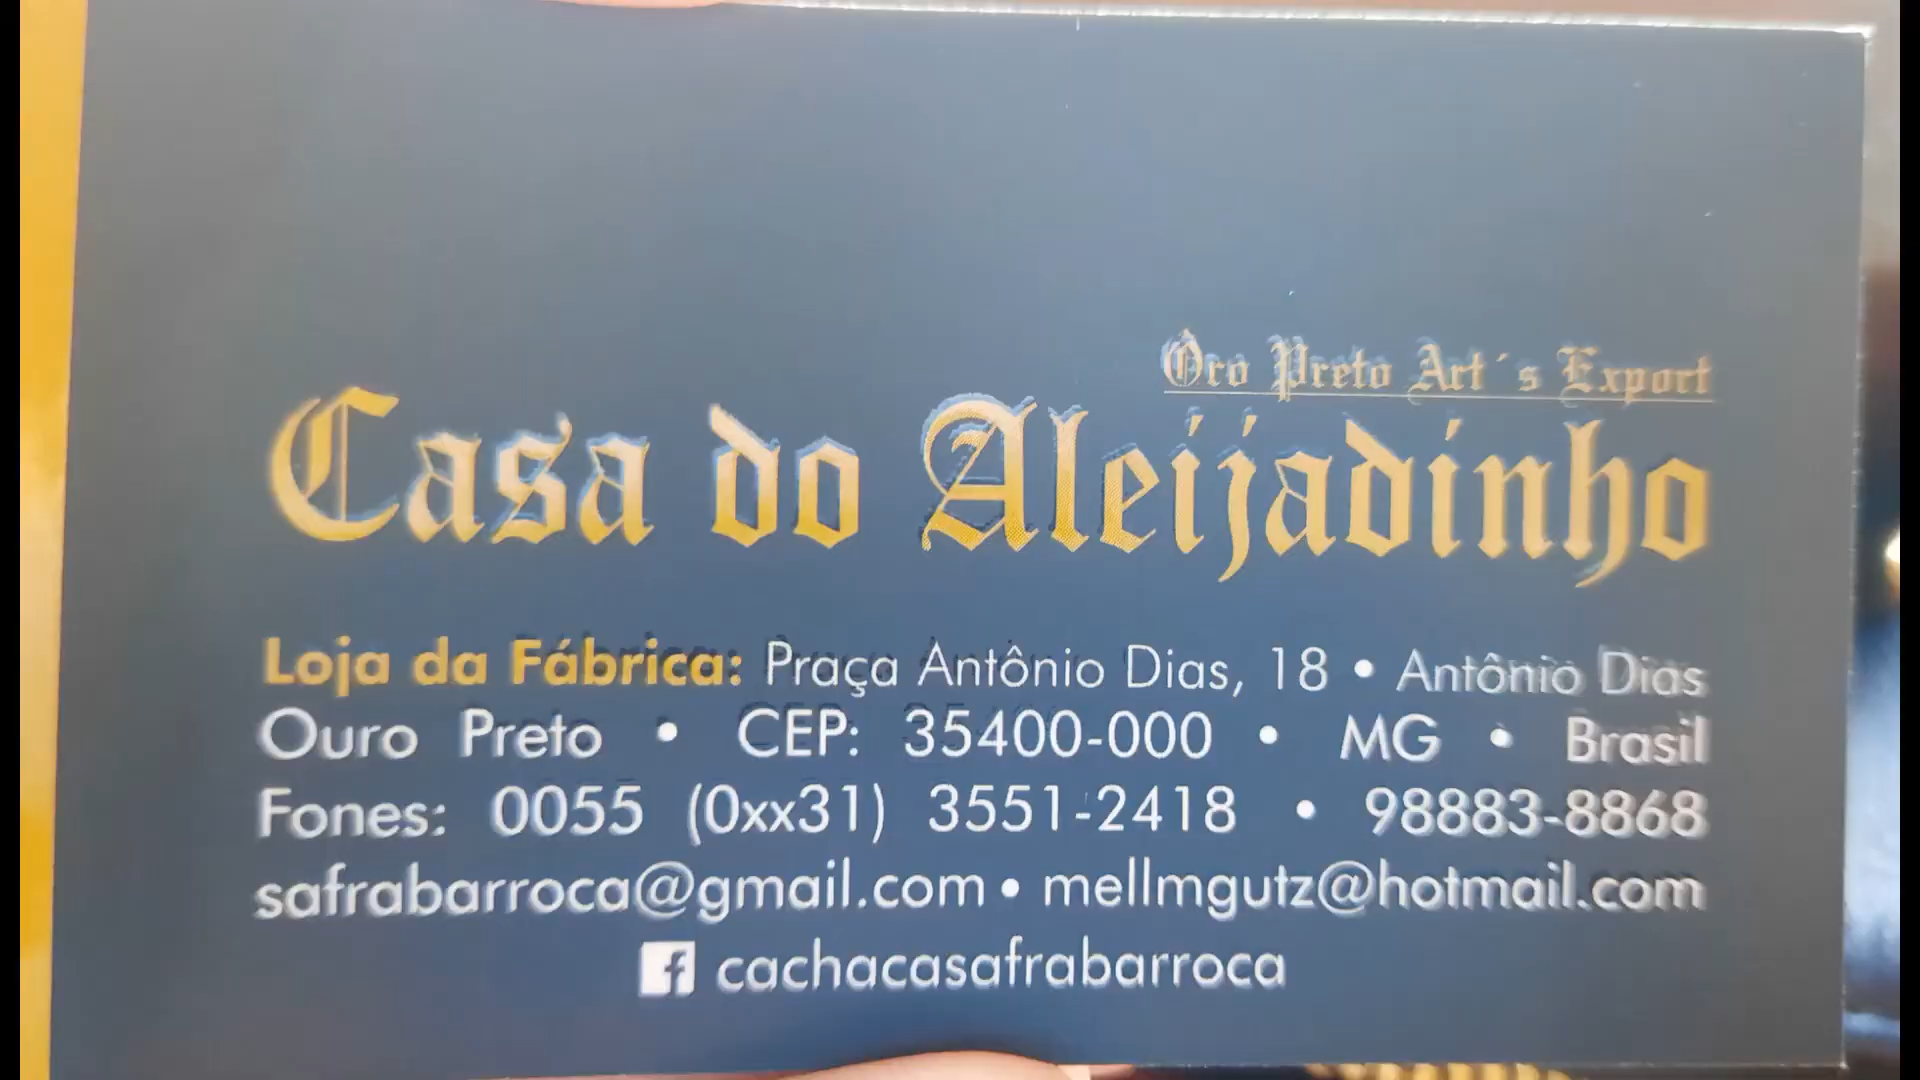 Ôro Preto Art´s Export
Casa do Aleijadinho
Loja da Fábrica: Praça Antônio Dias, 18 • Antônio Dias
Ouro Preto • CEP: 35400-000 • MG • Brasil
Fones: 0055 (0xx31) 3551-2418 • 98883-8868
safrabarroca@gmail.com • mellmgutz@hotmail.com
f cachacasafrabarroca